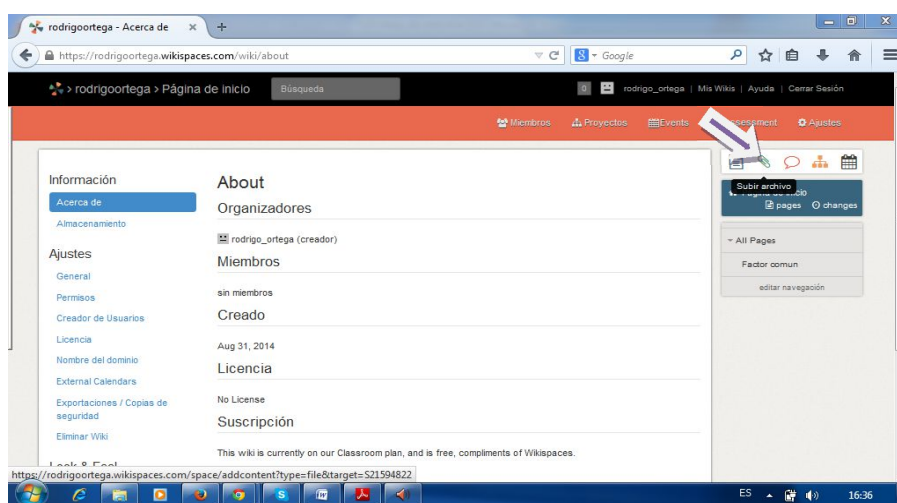 rodrigoortega - Acerca de
https://rodrigoortega.wikispaces.com/wiki/about
Google
rodrigoortega › Página de inicio
Búsqueda
0 rodrigo_ortega | Mis Wikis | Ayuda | Cerrar Sesión
Miembros Proyectos Events Ajustes
Información
Acerca de
Almacenamiento
Ajustes
General
Permisos
Creador de Usuarios
Licencia
Nombre del dominio
External Calendars
Exportaciones / Copias de
seguridad
Eliminar Wiki
Look & Feel
About
Organizadores
rodrigo_ortega (creador)
Miembros
sin miembros
Creado
Aug 31, 2014
Licencia
No License
Suscripción
This wiki is currently on our Classroom plan, and is free, compliments of Wikispaces.
Subir archivo
pages changes
All Pages
Factor comun
editar navegación
https://rodrigoortega.wikispaces.com/space/addcontent?type=file&target=S21594822
ES 16:36